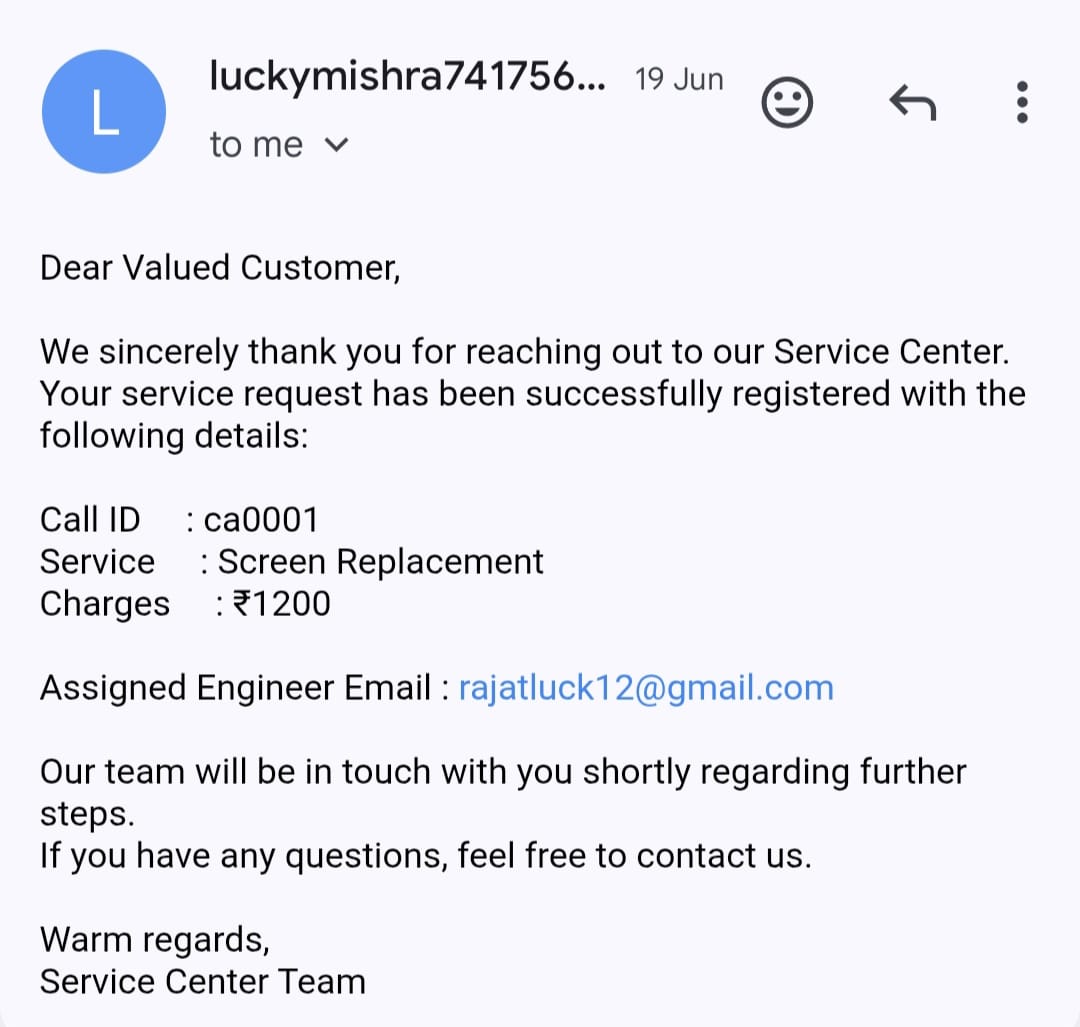 L
luckymishra741756... 19 Jun
to me
Dear Valued Customer,
We sincerely thank you for reaching out to our Service Center.
Your service request has been successfully registered with the
following details:
Call ID : ca0001
Service : Screen Replacement
Charges : ₹1200
Assigned Engineer Email : rajatluck12@gmail.com
Our team will be in touch with you shortly regarding further
steps.
If you have any questions, feel free to contact us.
Warm regards,
Service Center Team